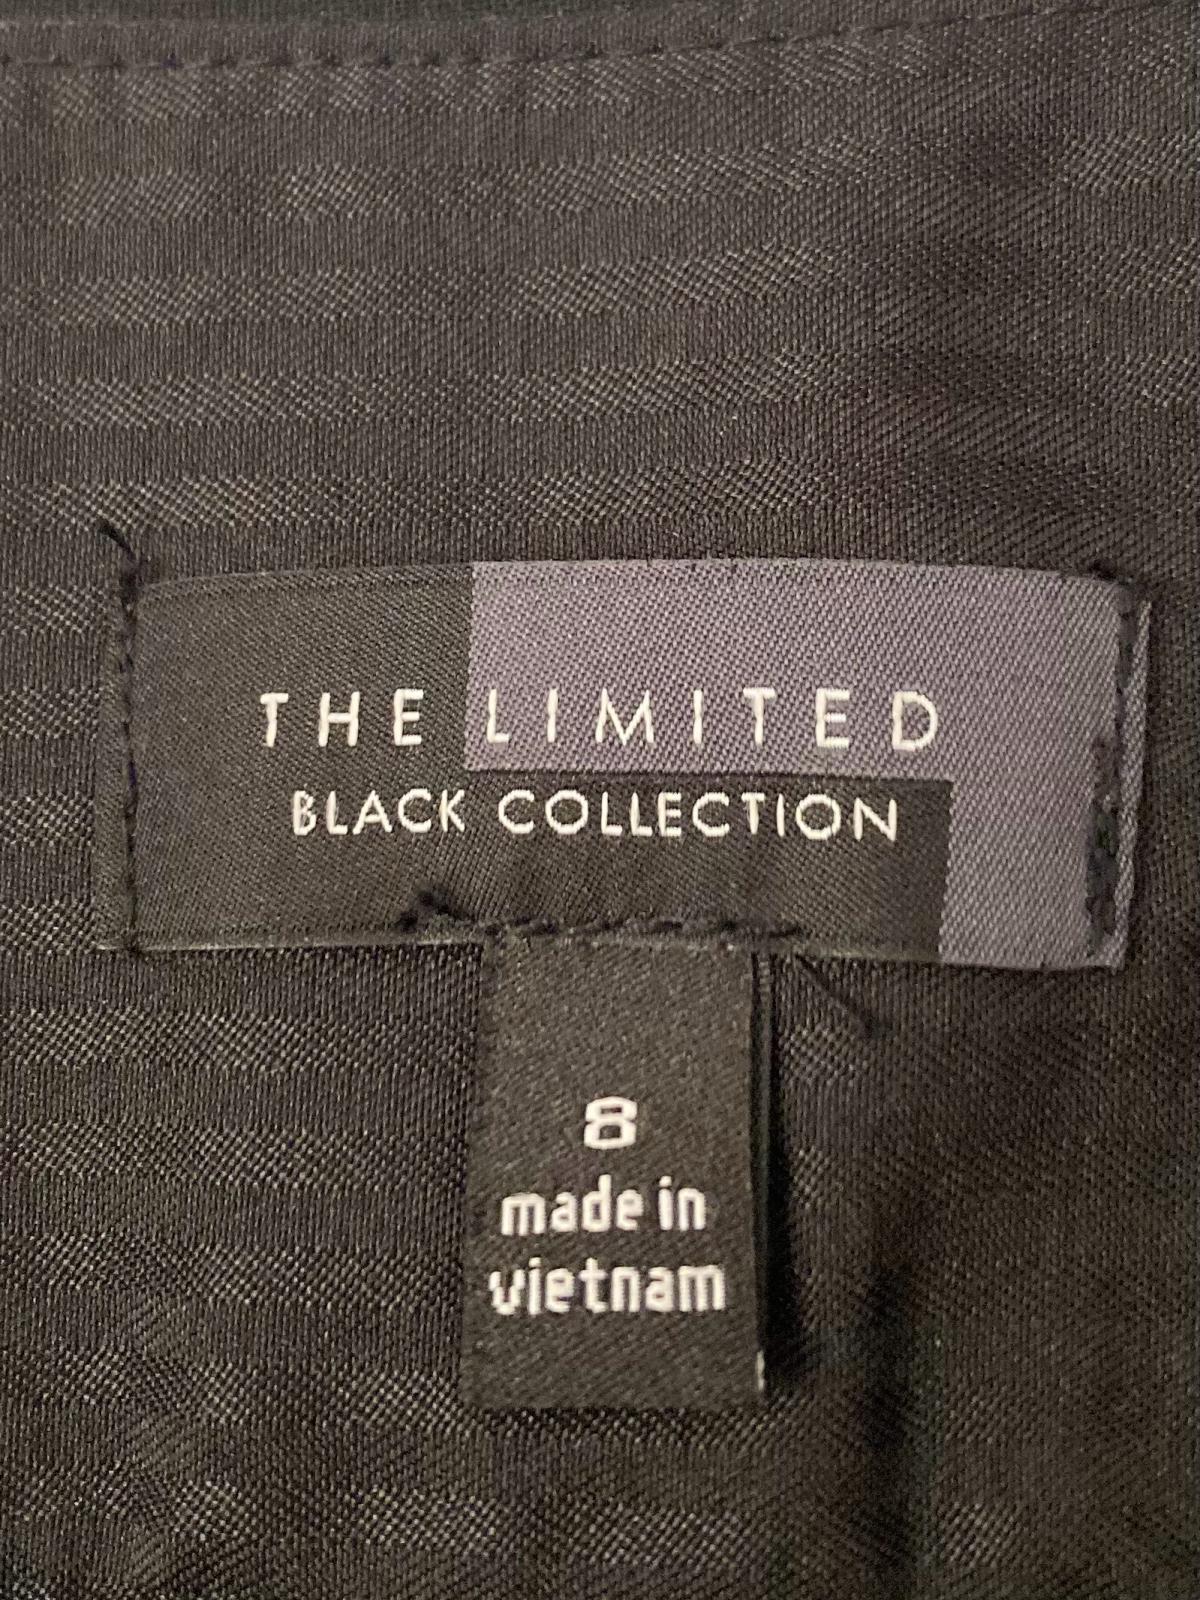 THE LIMITED
BLACK COLLECTION
8
made in
vietnam